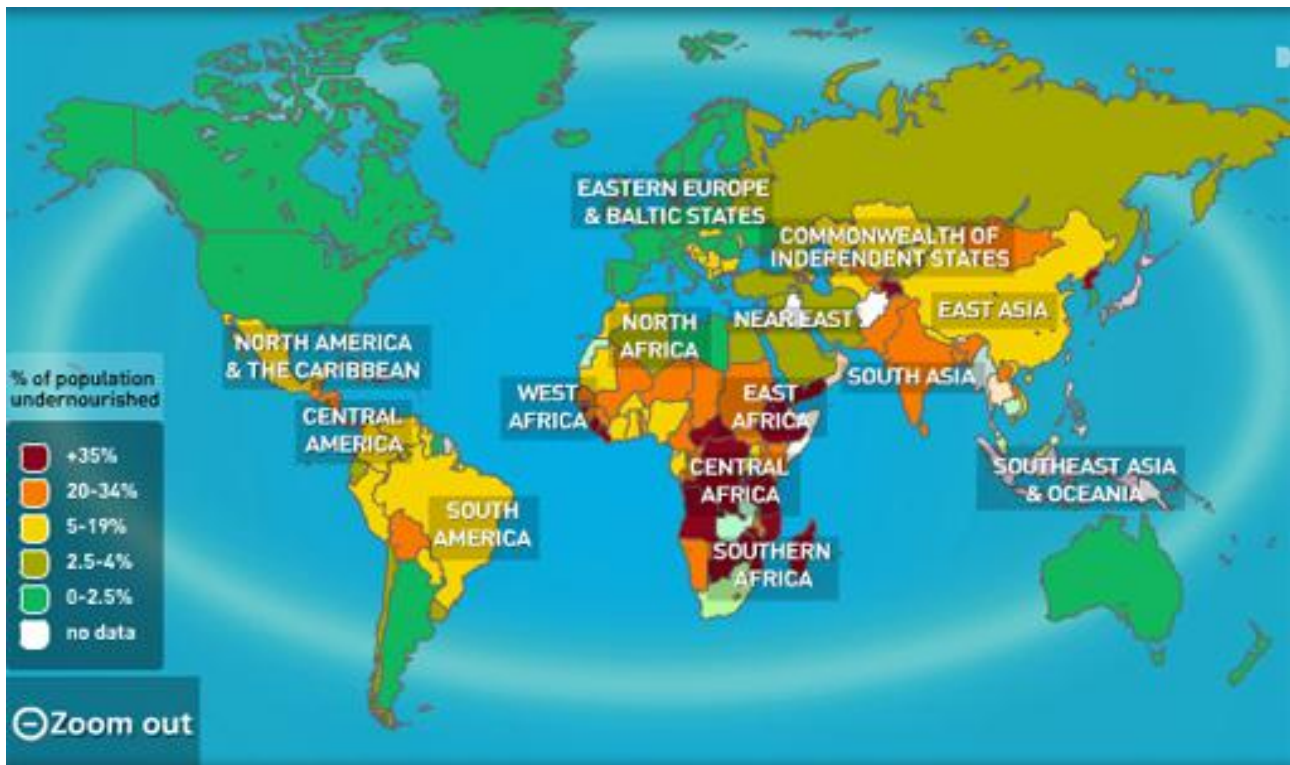 EASTERN EUROPE
& BALTIC STATES
COMMONWEALTH OF
INDEPENDENT STATES
EAST ASIA
NORTH
AFRICA
NEAR EAST
NORTH AMERICA
& THE CARIBBEAN
SOUTH ASIA
WEST
AFRICA
EAST
AFRICA
CENTRAL
AMERICA
CENTRAL
AFRICA
SOUTHEAST ASIA
& OCEANIA
SOUTH
AMERICA
SOUTHERN
AFRICA
% of population
undernourished
+35%
20-34%
5-19%
2.5-4%
0-2.5%
no data
Zoom out